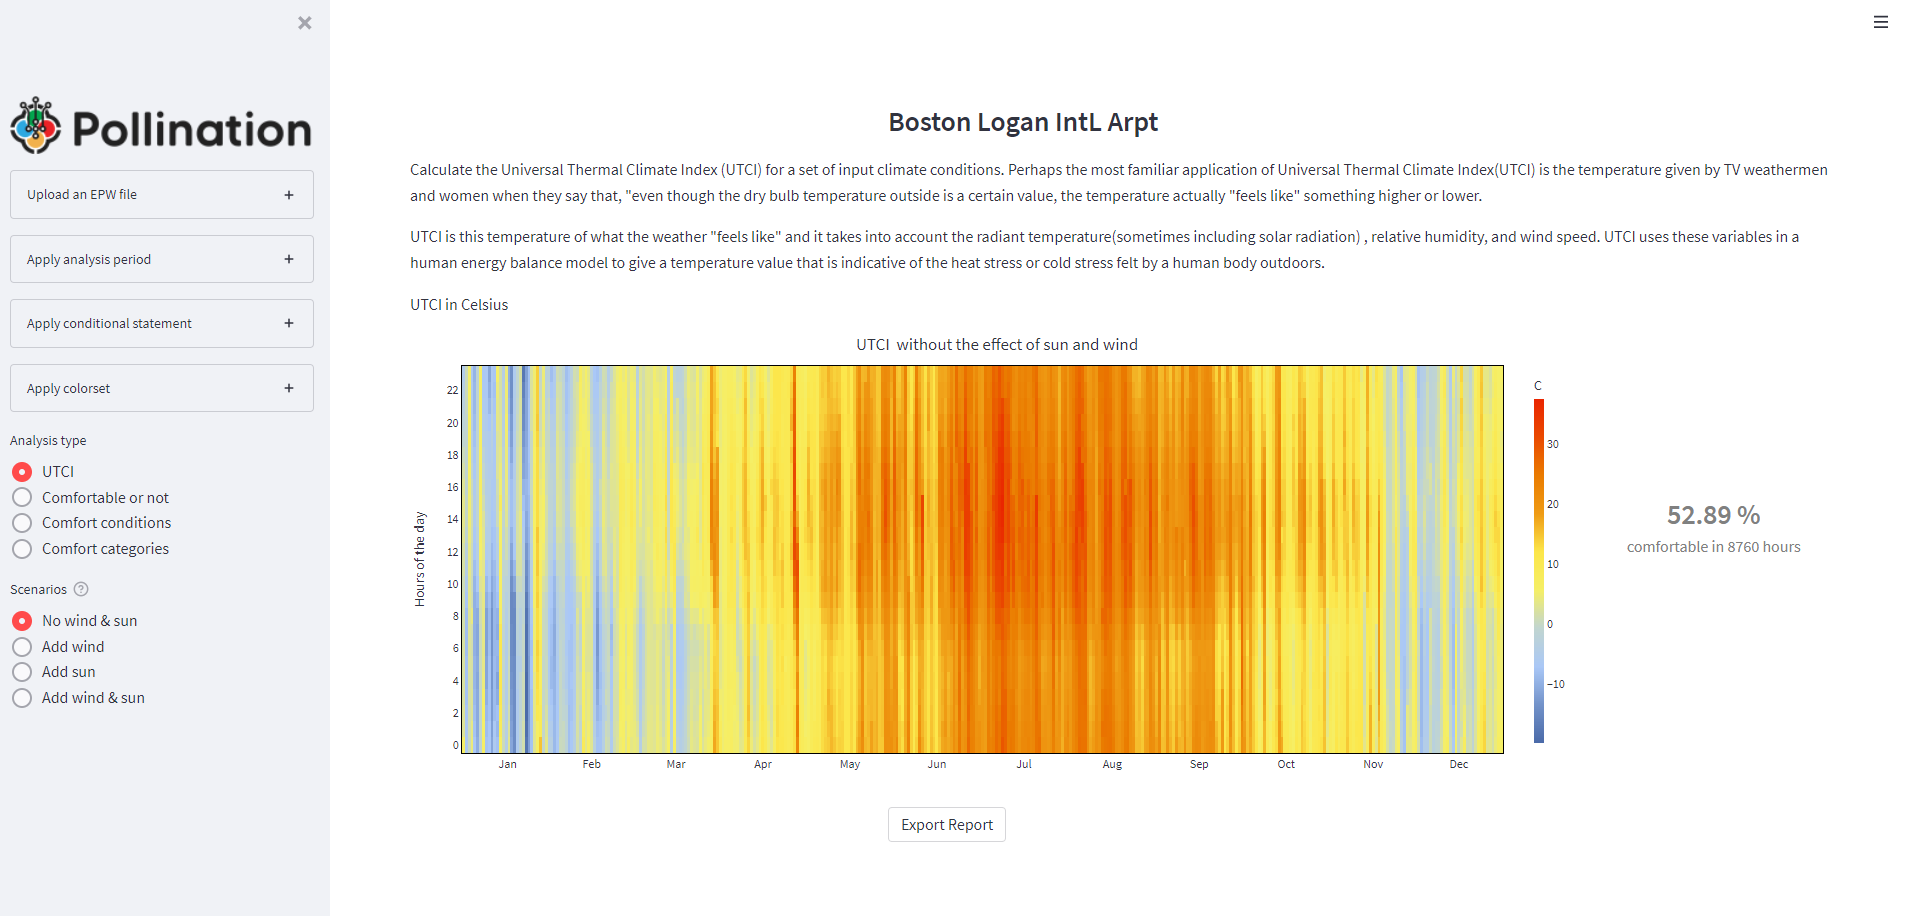 Pollination
Upload an EPW file
Apply analysis period
Apply conditional statement
Apply colorset
Analysis type
UTCI
Comfortable or not
Comfort conditions
Comfort categories
Scenarios ?
No wind & sun
Add wind
Add sun
Add wind & sun
Boston Logan IntL Arpt
Calculate the Universal Thermal Climate Index (UTCI) for a set of input climate conditions. Perhaps the most familiar application of Universal Thermal Climate Index(UTCI) is the temperature given by TV weathermen
and women when they say that, "even though the dry bulb temperature outside is a certain value, the temperature actually "feels like" something higher or lower.
UTCI is this temperature of what the weather "feels like" and it takes into account the radiant temperature(sometimes including solar radiation) , relative humidity, and wind speed. UTCI uses these variables in a
human energy balance model to give a temperature value that is indicative of the heat stress or cold stress felt by a human body outdoors.
UTCI in Celsius
UTCI without the effect of sun and wind
Hours of the day
22
20
18
16
14
12
10
8
6
4
2
0
Jan Feb Mar Apr May Jun Jul Aug Sep Oct Nov Dec
C
30
20
10
0
−10
52.89 %
comfortable in 8760 hours
Export Report